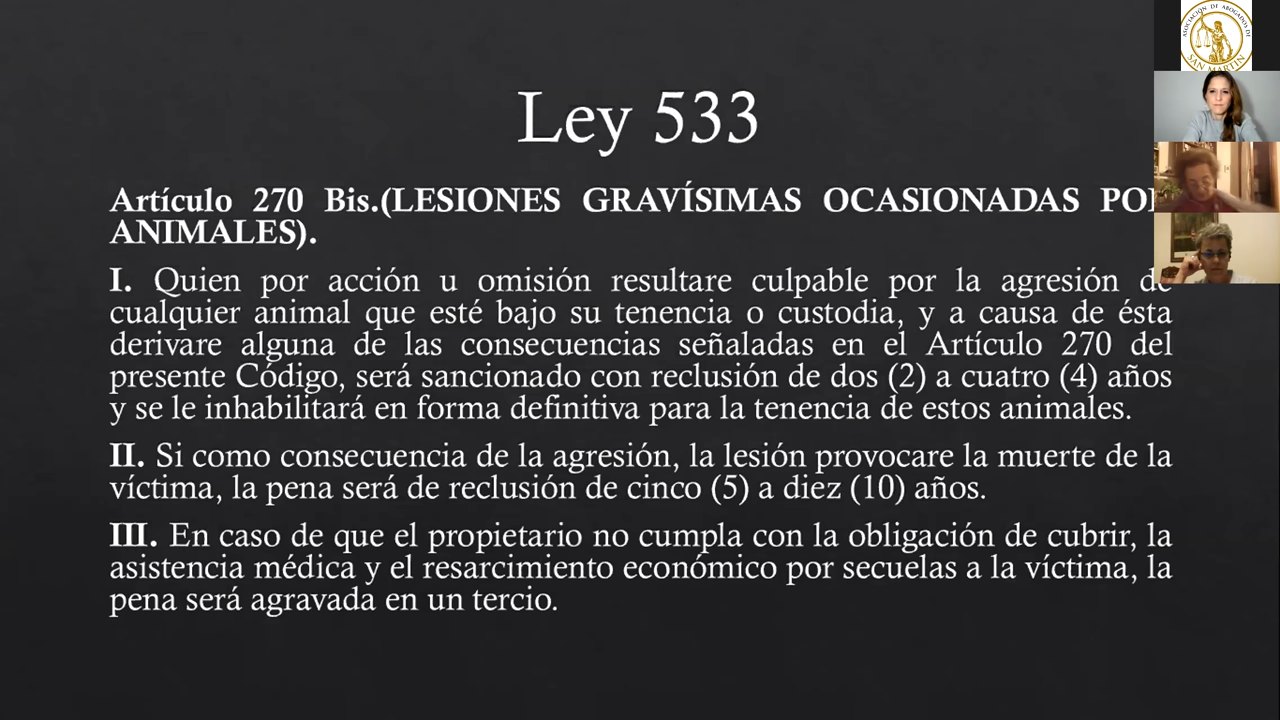 Ley 533
Artículo 270 Bis.(LESIONES GRAVÍSIMAS OCASIONADAS
ANIMALES).
I. Quien por acción u omisión resultare culpable por la agresión de
cualquier animal que esté bajo su tenencia o custodia, y a causa de ésta
derivare alguna de las consecuencias señaladas en el Artículo 270 del
presente Código, será sancionado con reclusión de dos (2) a cuatro (4) años
y se le inhabilitará en forma definitiva para la tenencia de estos animales.
II. Si como consecuencia de la agresión, la lesión provocare la muerte de la
víctima, la pena será de reclusión de cinco (5) a diez (10) años.
III. En caso de que el propietario no cumpla con la obligación de cubrir, la
asistencia médica y el resarcimiento económico por secuelas a la víctima, la
pena será agravada en un tercio.
ASOCIACIÓN DE ABOGADOS DE
SAN MARTÍN